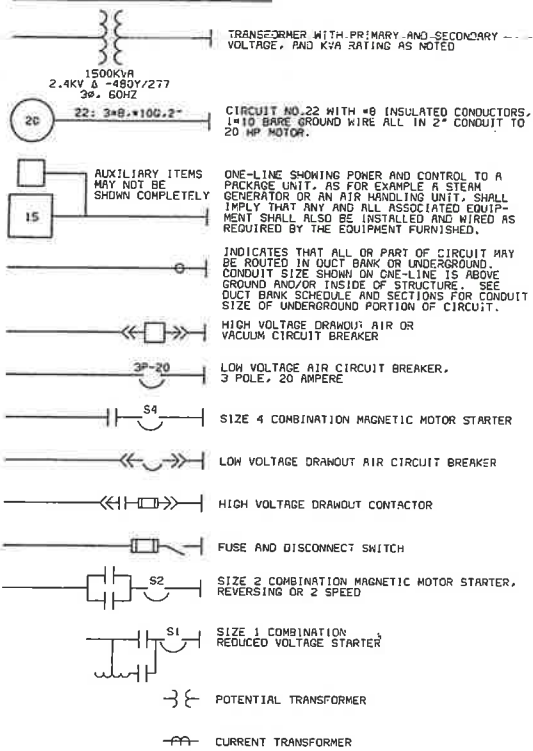 TRANSFORMER WITH PRIMARY AND SECONDARY
VOLTAGE, AND KVA RATING AS NOTED
1500KVA
2.4KV Δ -480Y/277
3Ø, 60HZ
20
22: 3#8,#10G,2"
CIRCUIT NO.22 WITH #8 INSULATED CONDUCTORS,
1#10 BARE GROUND WIRE ALL IN 2" CONDUIT TO
20 HP MOTOR.
15
AUXILIARY ITEMS
MAY NOT BE
SHOWN COMPLETELY
ONE-LINE SHOWING POWER AND CONTROL TO A
PACKAGE UNIT, AS FOR EXAMPLE A STEAM
GENERATOR OR AN AIR HANDLING UNIT, SHALL
IMPLY THAT ANY AND ALL ASSOCIATED EQUIP-
MENT SHALL ALSO BE INSTALLED AND WIRED AS
REQUIRED BY THE EQUIPMENT FURNISHED.
INDICATES THAT ALL OR PART OF CIRCUIT MAY
BE ROUTED IN DUCT BANK OR UNDERGROUND.
CONDUIT SIZE SHOWN ON ONE-LINE IS ABOVE
GROUND AND/OR INSIDE OF STRUCTURE. SEE
DUCT BANK SCHEDULE AND SECTIONS FOR CONDUIT
SIZE OF UNDERGROUND PORTION OF CIRCUIT.
HIGH VOLTAGE DRAWOUT AIR OR
VACUUM CIRCUIT BREAKER
3P-20
LOW VOLTAGE AIR CIRCUIT BREAKER,
3 POLE, 20 AMPERE
S4
SIZE 4 COMBINATION MAGNETIC MOTOR STARTER
LOW VOLTAGE DRAWOUT AIR CIRCUIT BREAKER
HIGH VOLTAGE DRAWOUT CONTACTOR
FUSE AND DISCONNECT SWITCH
S2
SIZE 2 COMBINATION MAGNETIC MOTOR STARTER,
REVERSING OR 2 SPEED
S1
SIZE 1 COMBINATION
REDUCED VOLTAGE STARTER
POTENTIAL TRANSFORMER
CURRENT TRANSFORMER